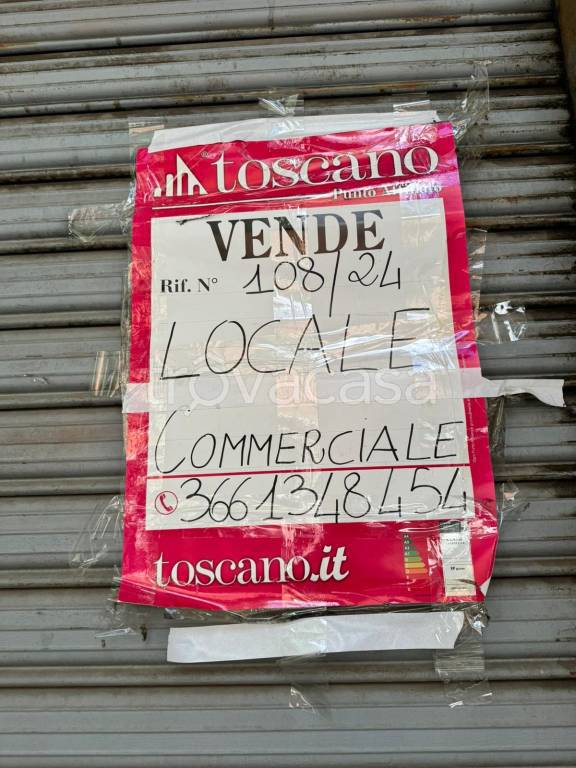 toscano
VENDE
Rif. N° 108/24
LOCALE
trovacasa
COMMERCIALE
3661348454
toscano.it